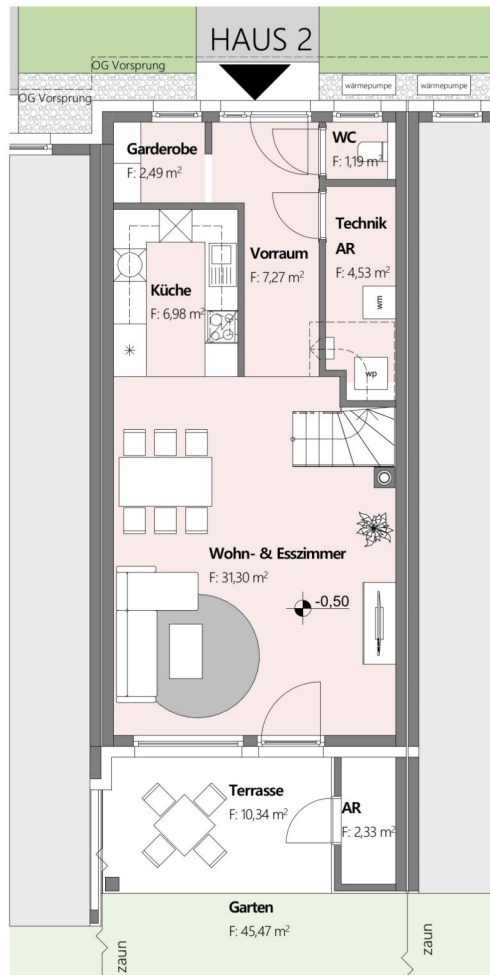 HAUS 2
OG Vorsprung
OG Vorsprung
wärmepumpe
wärmepumpe
Garderobe
F: 2,49 m²
WC
F: 1,19 m²
Technik
AR
F: 4,53 m²
Vorraum
F: 7,27 m²
Küche
F: 6,98 m²
wm
wp
Wohn- & Esszimmer
F: 31,30 m²
-0,50
Terrasse
F: 10,34 m²
AR
F: 2,33 m²
Garten
F: 45,47 m²
zaun
zaun